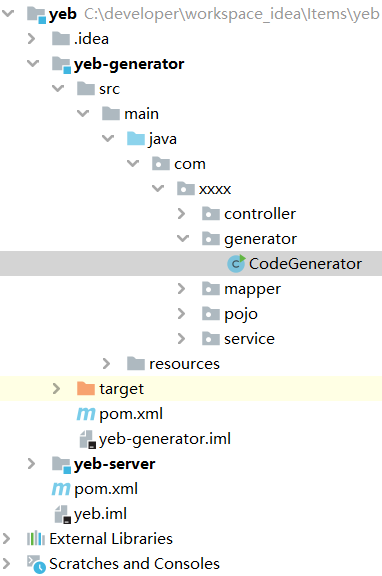 yeb C:\developer\workspace_idea\Items\yeb
.idea
yeb-generator
src
main
java
com
xxxx
controller
generator
CodeGenerator
mapper
pojo
service
resources
target
pom.xml
yeb-generator.iml
yeb-server
pom.xml
yeb.iml
External Libraries
Scratches and Consoles